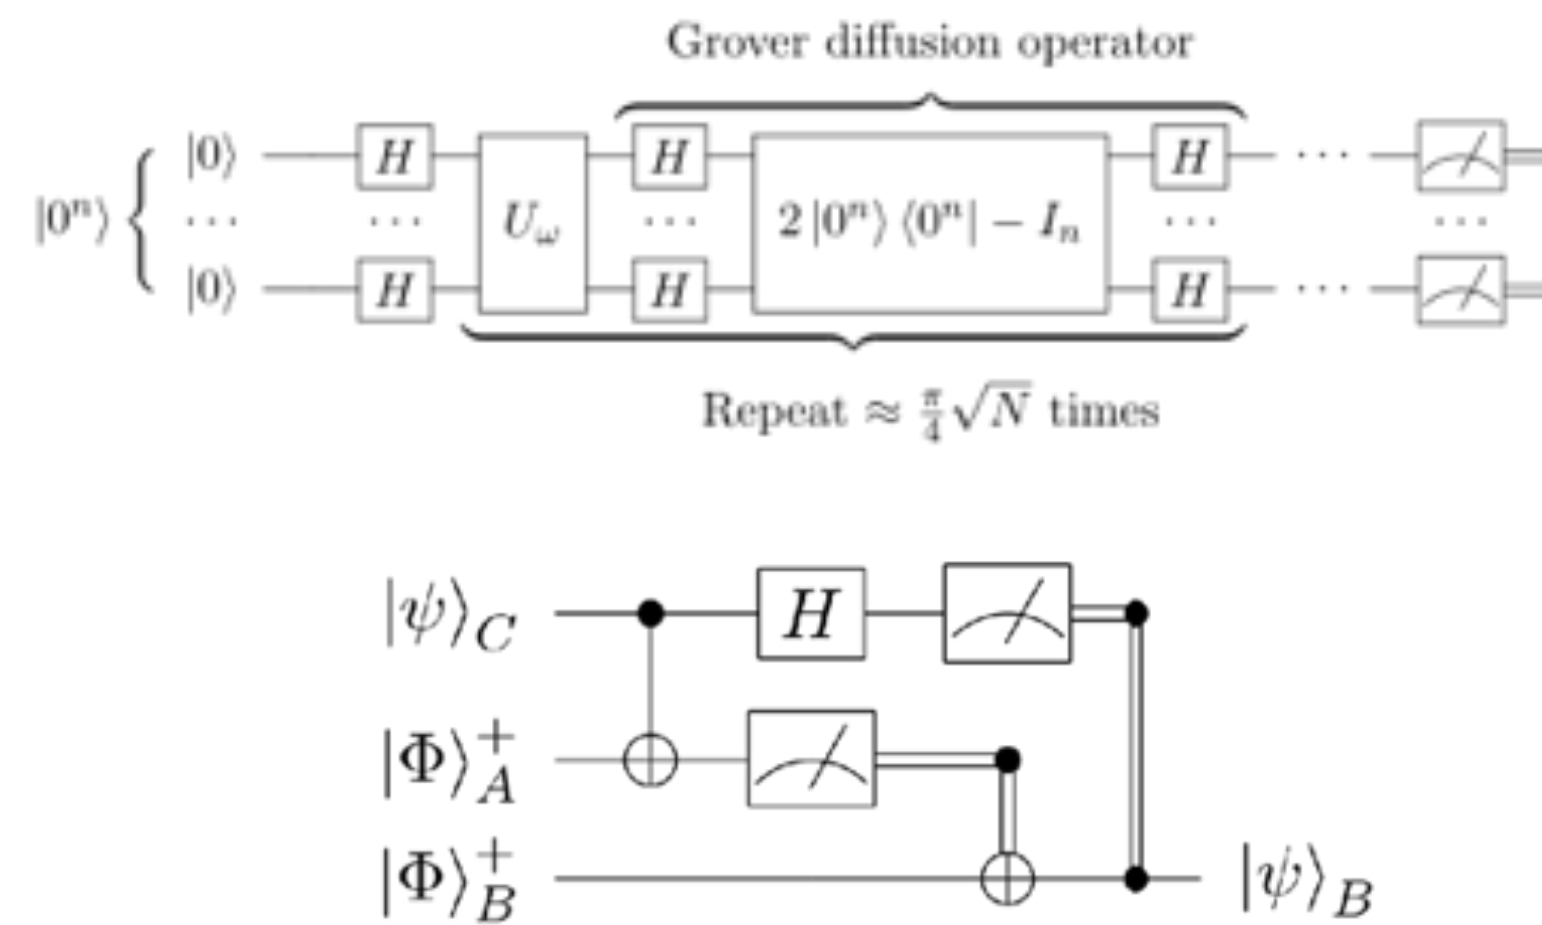 Grover diffusion operator
|0⟩ H H H ···
|0ⁿ⟩ ··· ··· U_ω ··· 2|0ⁿ⟩⟨0ⁿ| − I_n ··· ···
|0⟩ H H H ···
Repeat ≈ π/4 √N times
|ψ⟩_C H
|Φ⟩⁺_A
|Φ⟩⁺_B |ψ⟩_B